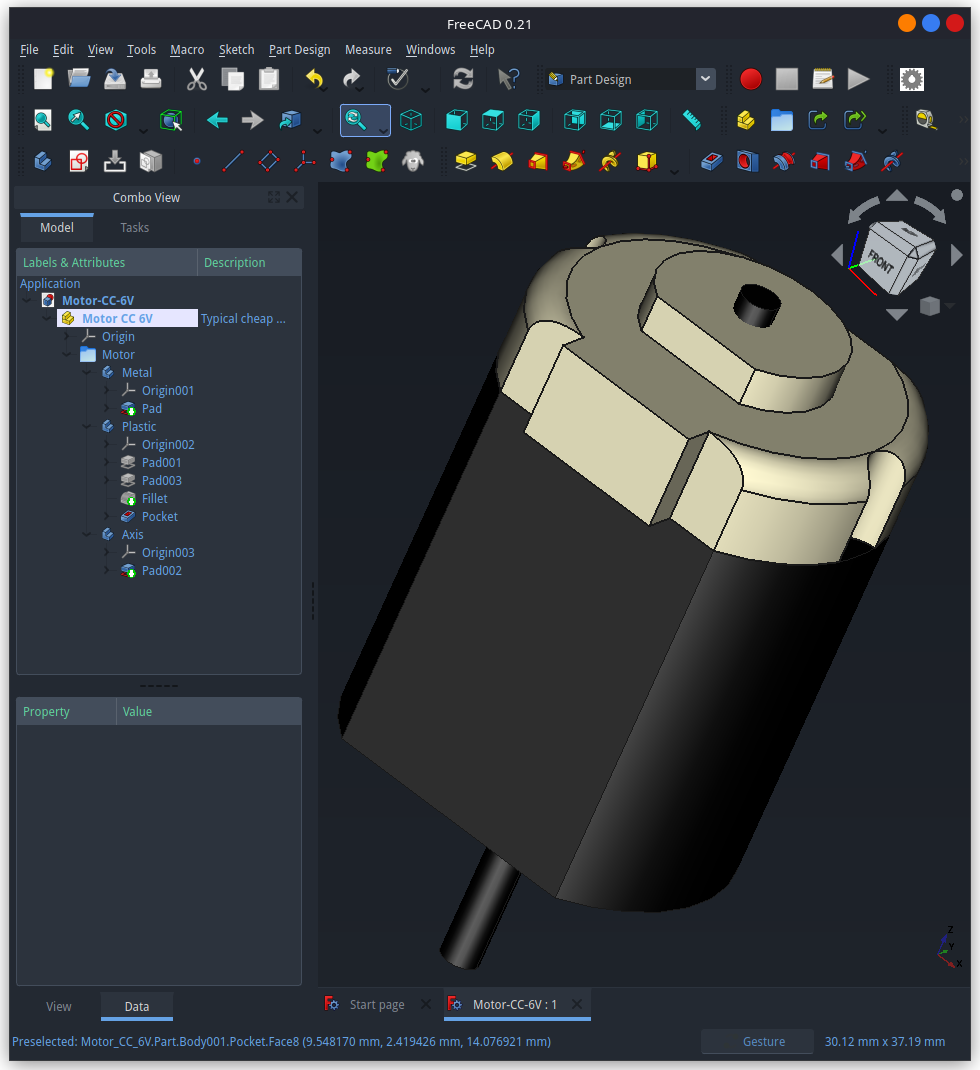 FreeCAD 0.21
File Edit View Tools Macro Sketch Part Design Measure Windows Help
Part Design
Combo View
Model Tasks
Labels & Attributes Description
Application
Motor-CC-6V
Motor CC 6V Typical cheap ...
Origin
Motor
Metal
Origin001
Pad
Plastic
Origin002
Pad001
Pad003
Fillet
Pocket
Axis
Origin003
Pad002
FRONT
Property Value
Z
Y
X
View Data
Start page Motor-CC-6V : 1
Preselected: Motor_CC_6V.Part.Body001.Pocket.Face8 (9.548170 mm, 2.419426 mm, 14.076921 mm) Gesture 30.12 mm x 37.19 mm